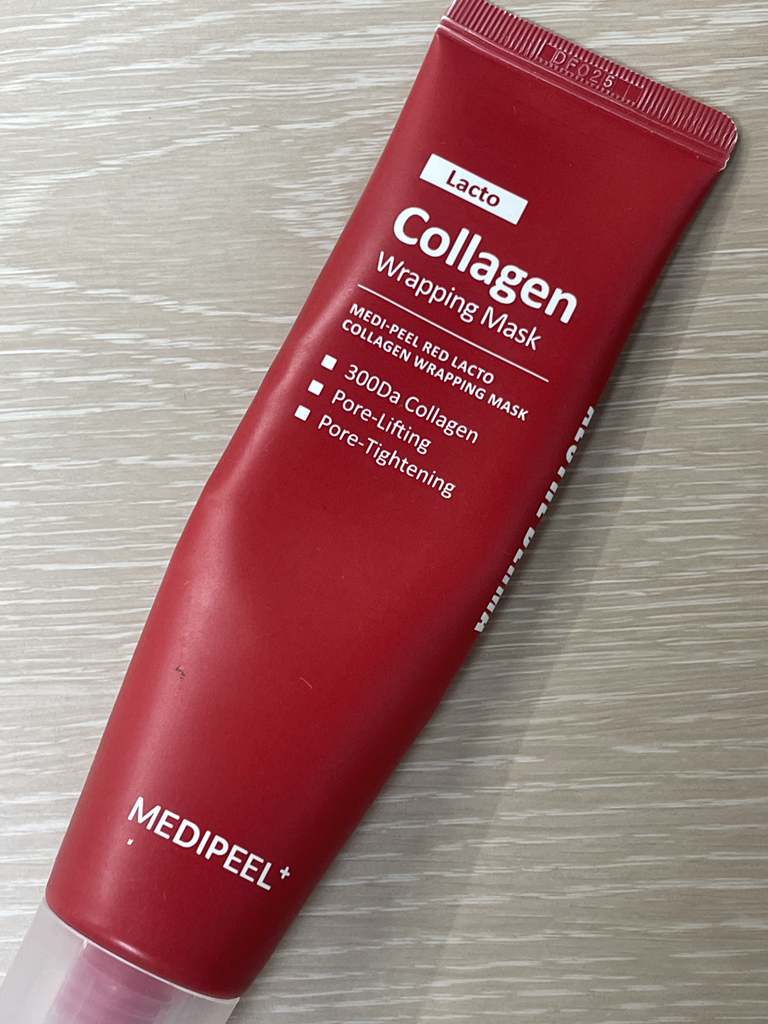 DF025
Lacto
Collagen
Wrapping Mask
MEDI-PEEL RED LACTO
COLLAGEN WRAPPING MASK
300Da Collagen
Pore-Lifting
Pore-Tightening
MEDIPEEL+